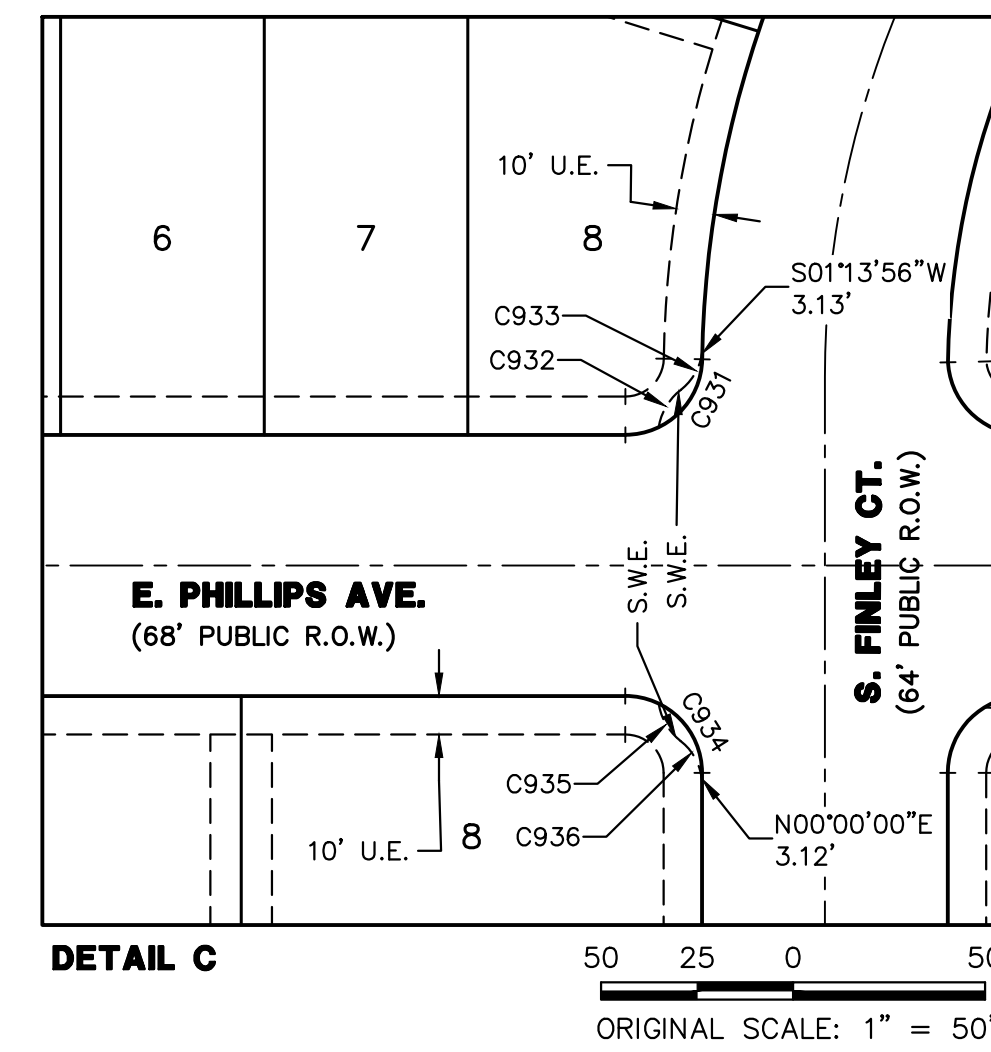 10' U.E.
6
7
8
S01°13'56"W
3.13'
C933
C932
C931
S.W.E.
S.W.E.
S. FINLEY CT.
(64' PUBLIC R.O.W.)
E. PHILLIPS AVE.
(68' PUBLIC R.O.W.)
C934
C935
C936
8
10' U.E.
N00°00'00"E
3.12'
DETAIL C
50 25 0 50
ORIGINAL SCALE: 1" = 50'